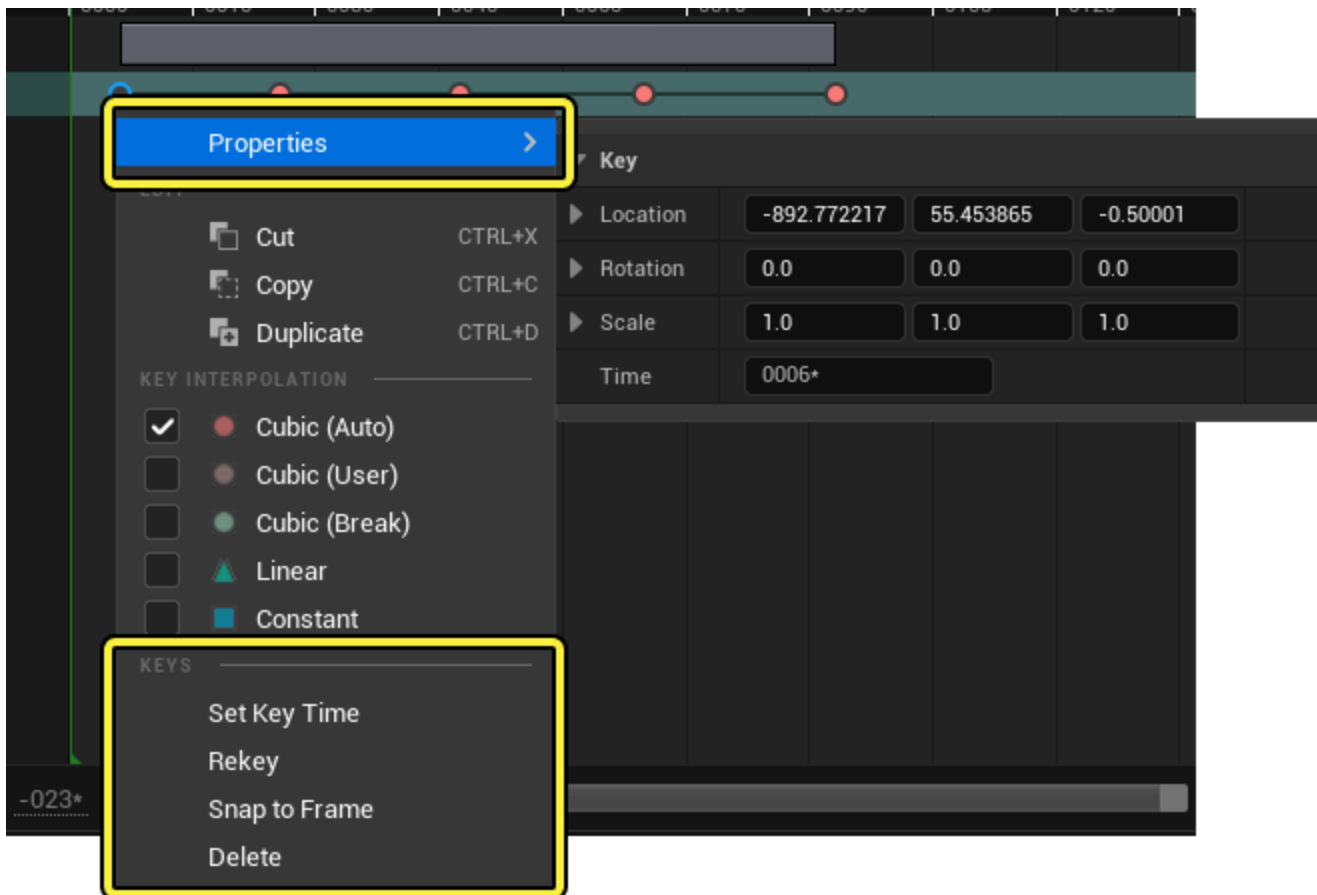 Properties
Key
Location -892.772217 55.453865 -0.50001
Rotation 0.0 0.0 0.0
Scale 1.0 1.0 1.0
Time 0006*
EDIT
Cut CTRL+X
Copy CTRL+C
Duplicate CTRL+D
KEY INTERPOLATION
Cubic (Auto)
Cubic (User)
Cubic (Break)
Linear
Constant
KEYS
Set Key Time
Rekey
Snap to Frame
Delete
-023*